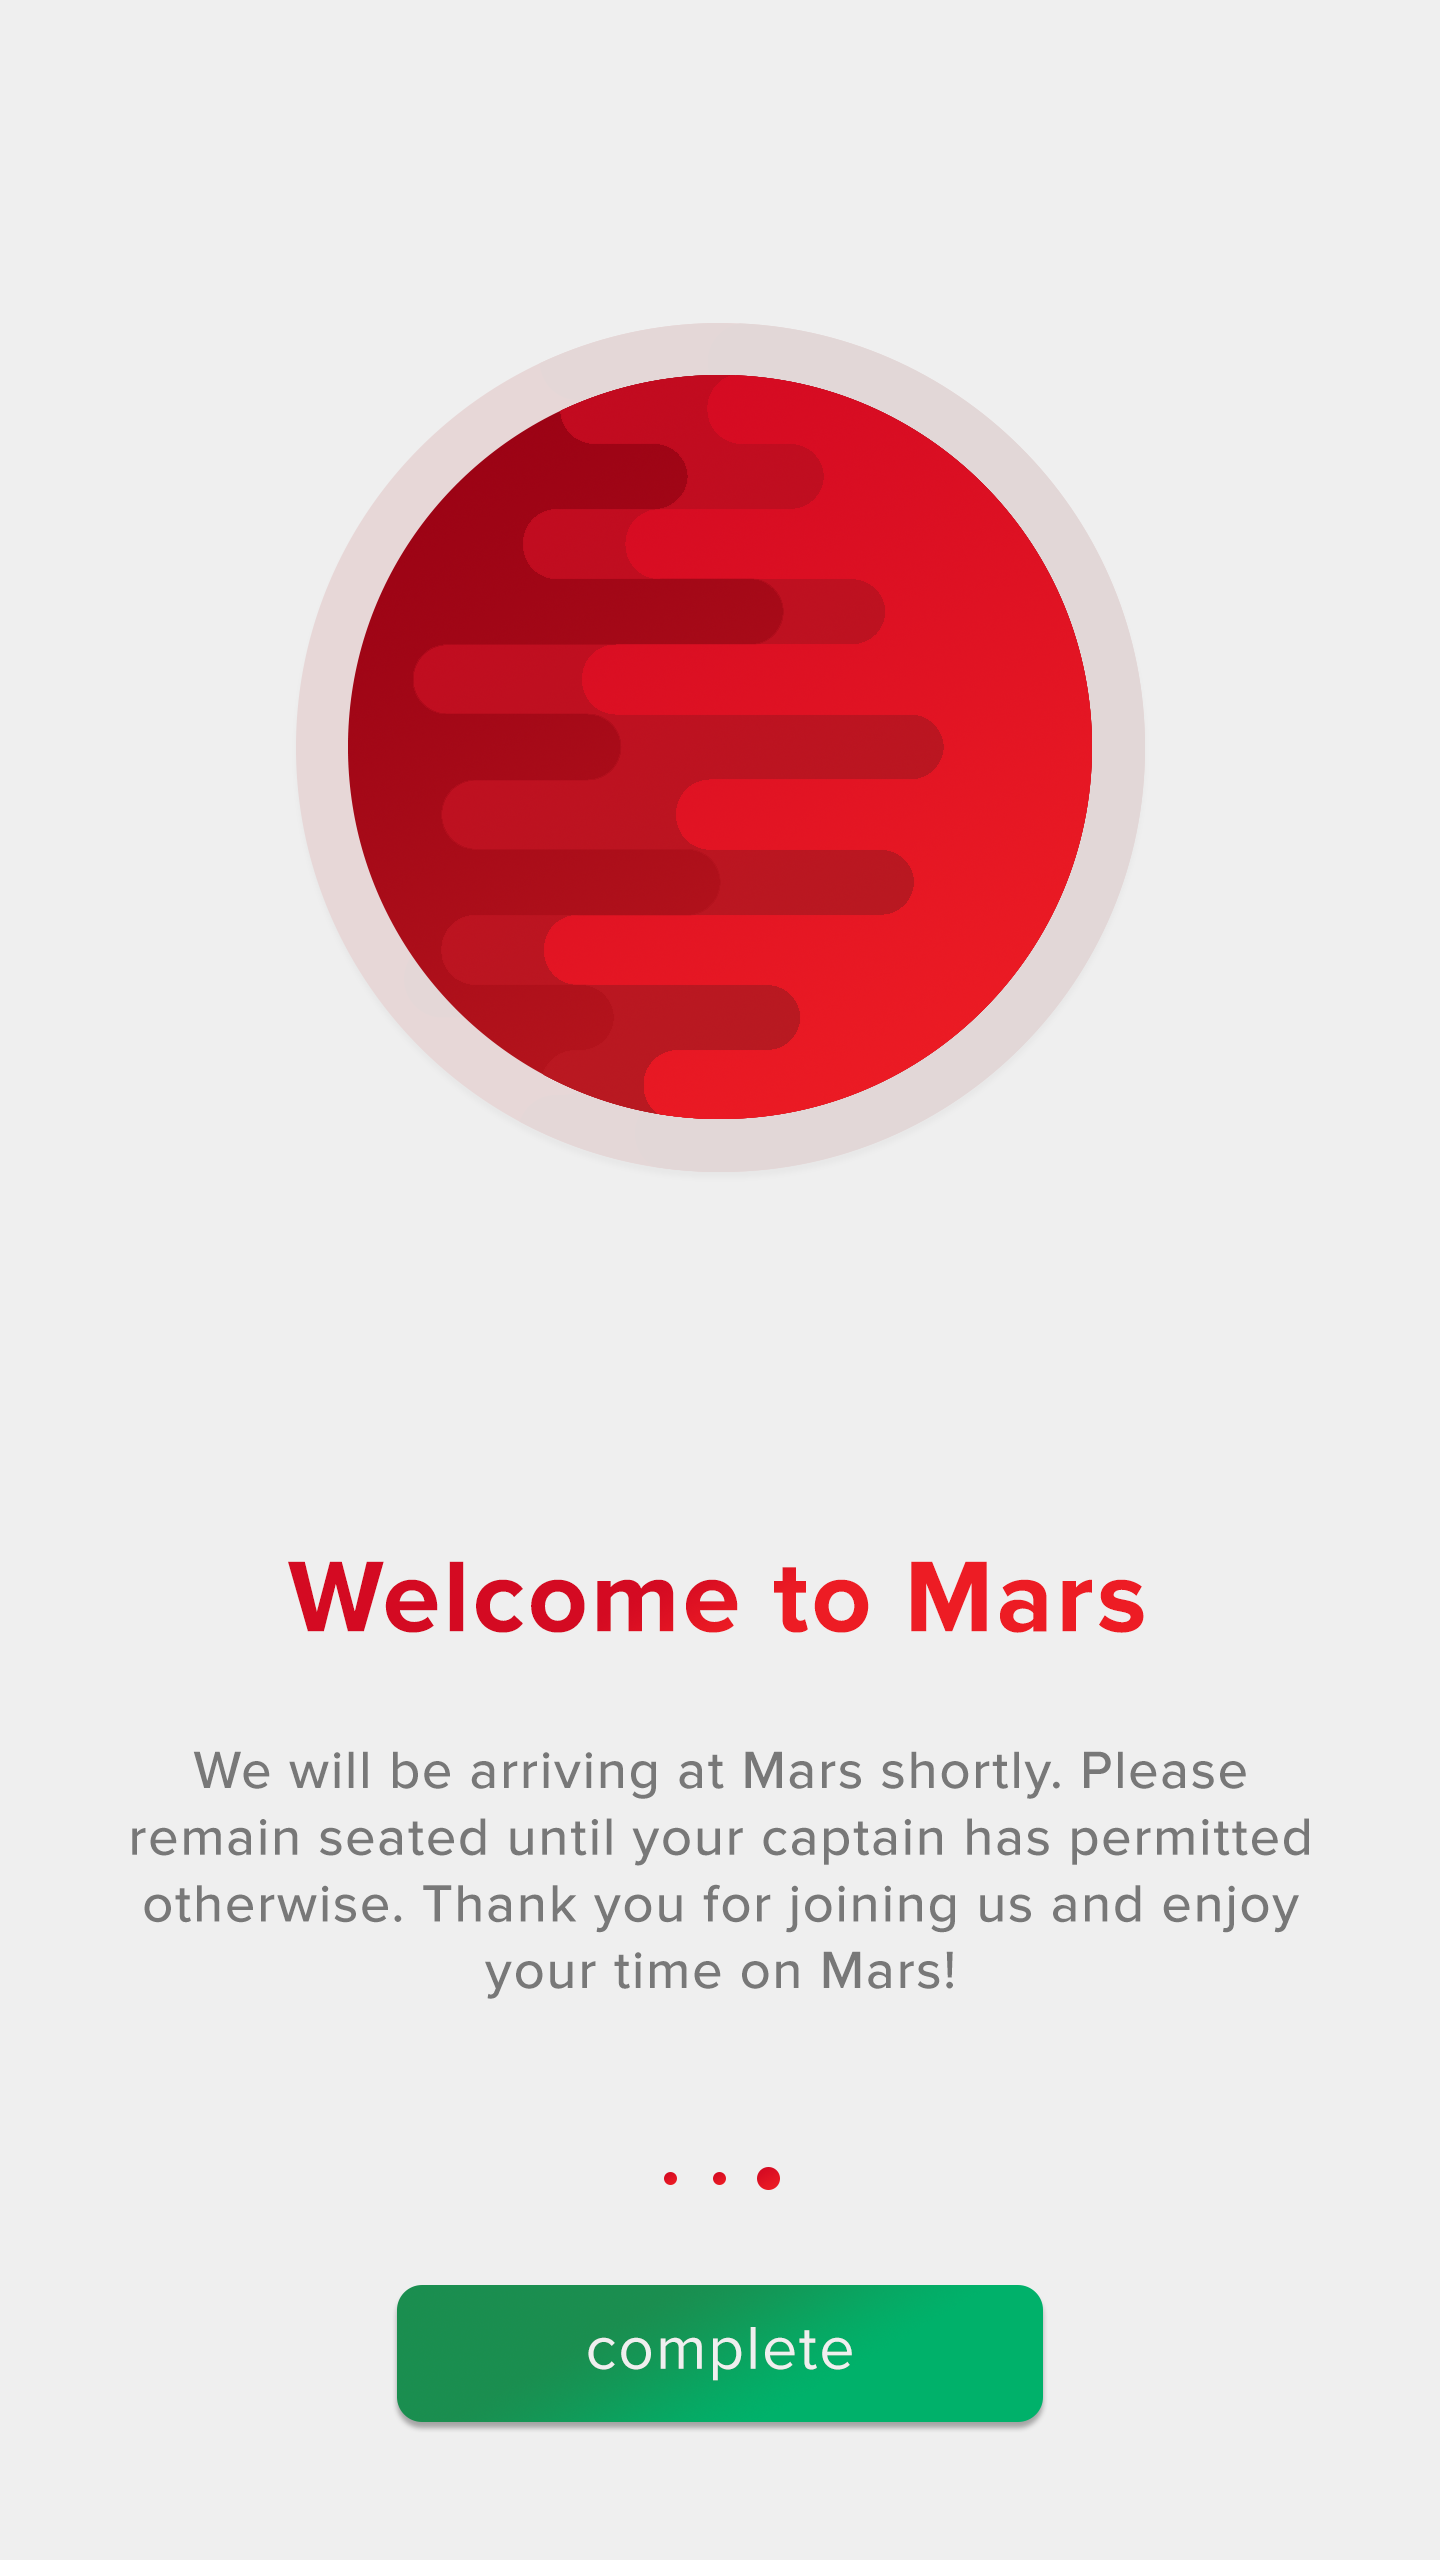 Welcome to Mars
We will be arriving at Mars shortly. Please
remain seated until your captain has permitted
otherwise. Thank you for joining us and enjoy
your time on Mars!
complete